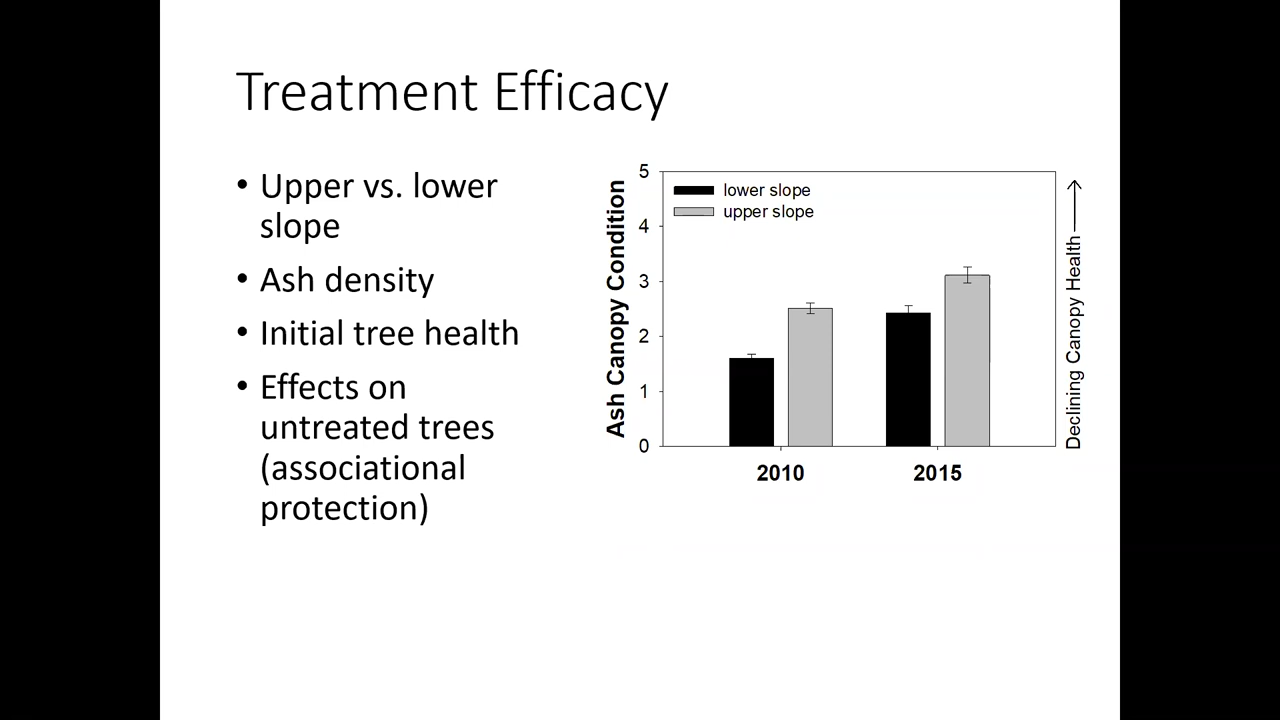 Treatment Efficacy
• Upper vs. lower
slope
• Ash density
• Initial tree health
• Effects on
untreated trees
(associational
protection)
Ash Canopy Condition
5
4
3
2
1
0
lower slope
upper slope
2010
2015
Declining Canopy Health